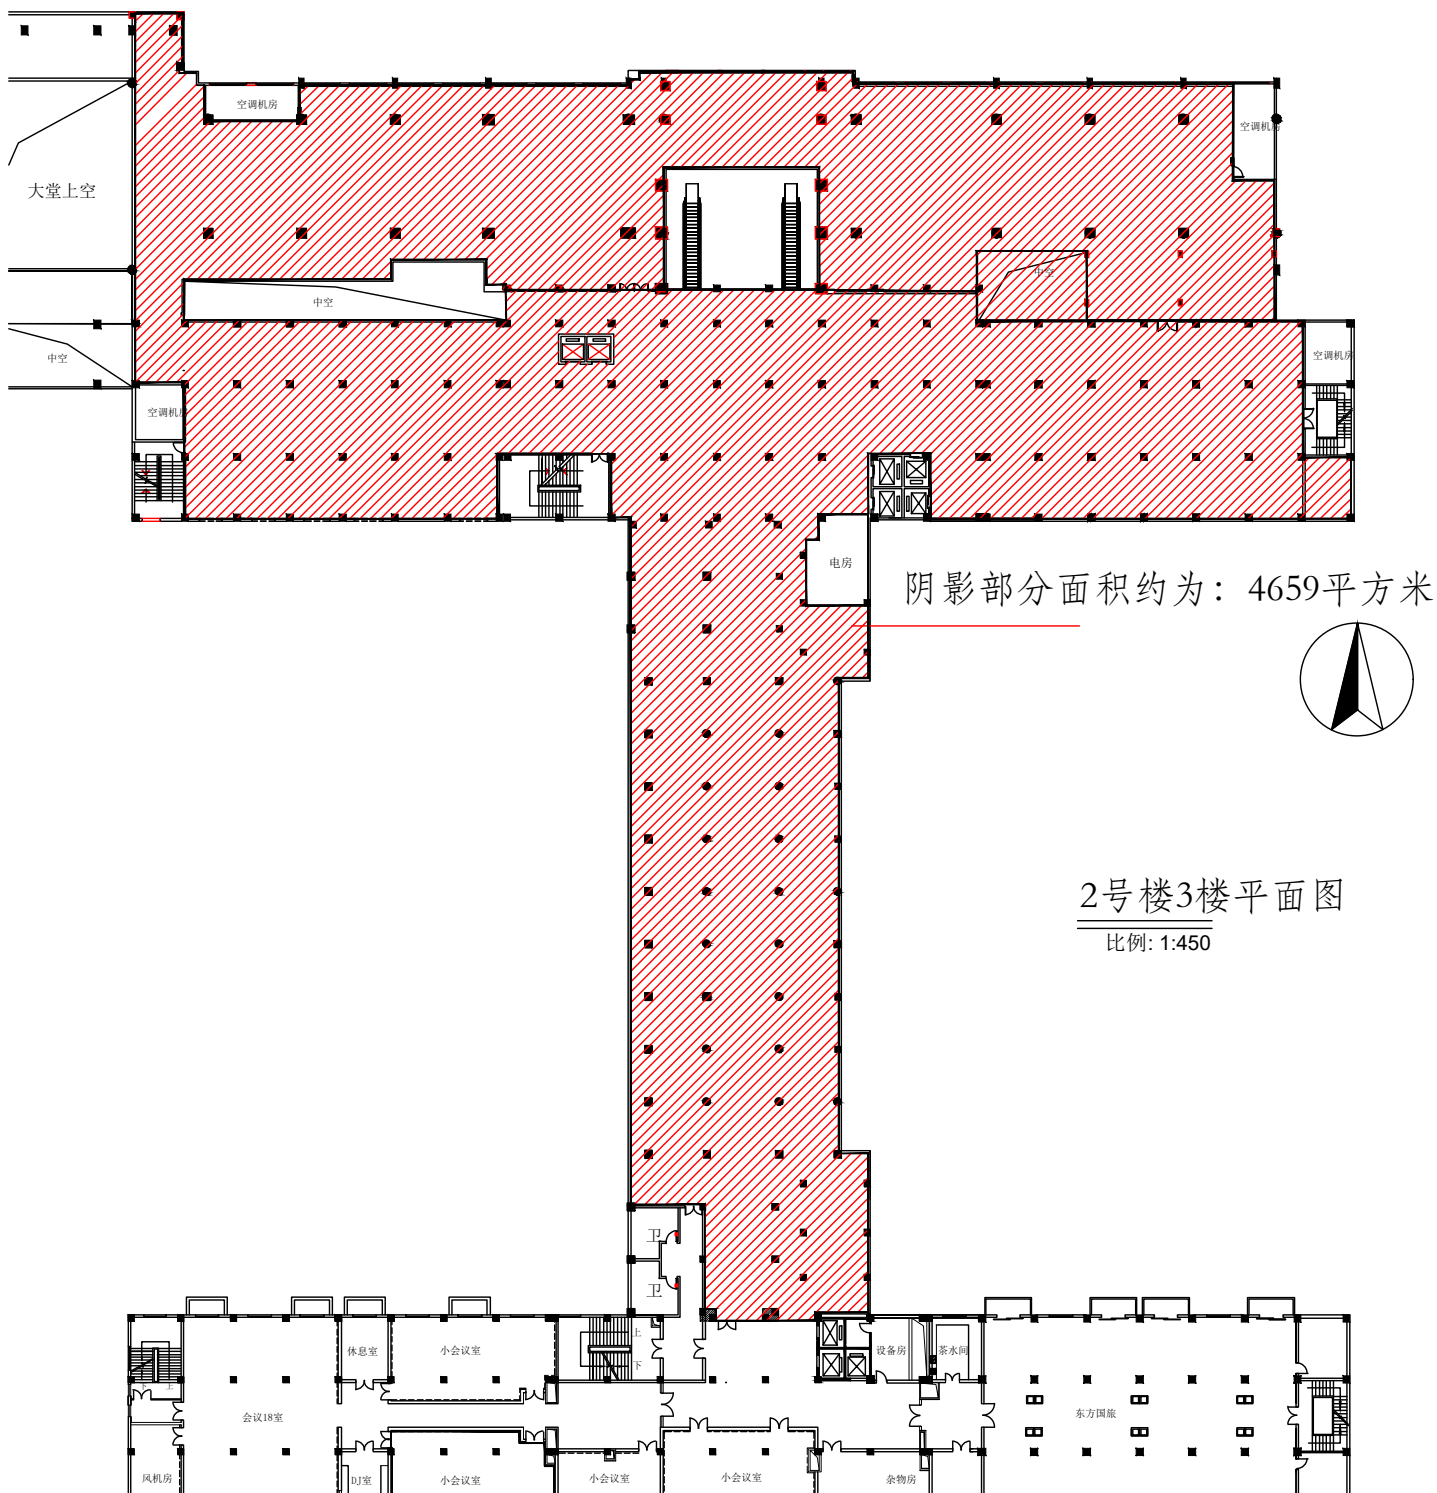 空调机房
空调机房
大堂上空
中空
中空
中空
空调机房
空调机房
电房
阴影部分面积约为：4659平方米
2号楼3楼平面图
比例: 1:450
卫
卫
上
下
休息室
小会议室
设备房
茶水间
下
上
会议18室
东方国旅
风机房
DJ室
小会议室
小会议室
小会议室
杂物房